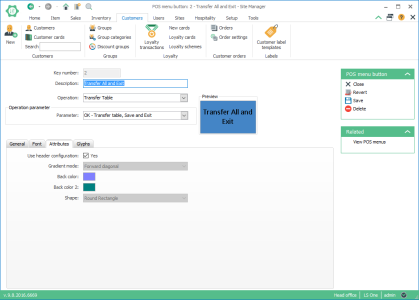 POS menu button: 2 - Transfer All and Exit - Site Manager
Home Item Sales Inventory Customers Users Sites Hospitality Setup Tools
New
Customers
Customer cards
Search
Customers
Groups
Group categories
Discount groups
Groups
Loyalty transactions
New cards
Loyalty cards
Loyalty schemes
Loyalty
Orders
Order settings
Customer orders
Customer label templates
Labels
Key number: 2
Description: Transfer All and Exit
Operation: Transfer Table
Operation parameter
Parameter: OK - Transfer table, Save and Exit
Preview
Transfer All and
Exit
General Font Attributes Glyphs
Use header configuration: Yes
Gradient mode: Forward diagonal
Back color:
Back color 2:
Shape: Round Rectangle
POS menu button
Close
Revert
Save
Delete
Related
View POS menus
Head office LS One admin